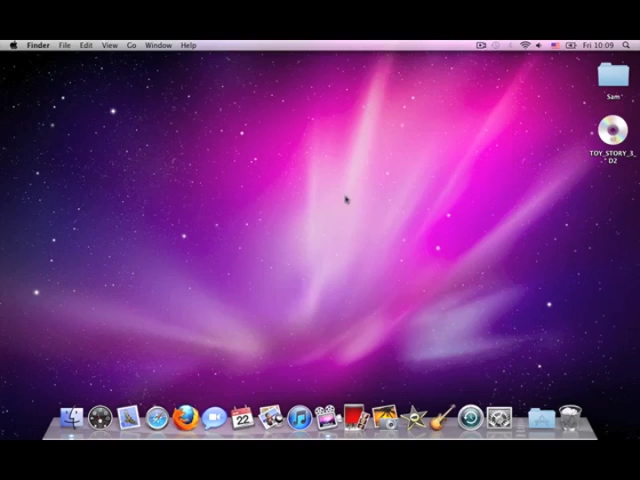 Finder File Edit View Go Window Help Fri 10:09
Sam
TOY_STORY_3_
D2
22